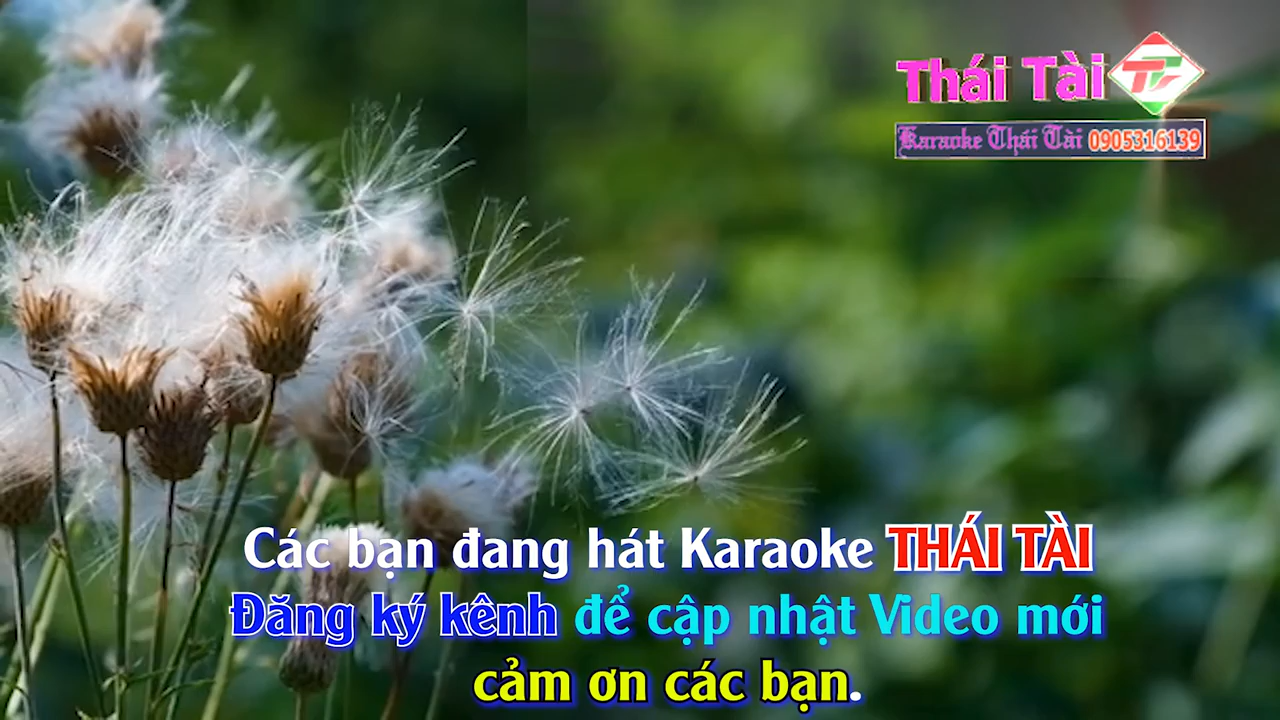 Thái Tài TV
Karaoke Thái Tài 0905316139
Các bạn đang hát Karaoke THÁI TÀI
Đăng ký kênh để cập nhật Video mới
cảm ơn các bạn.